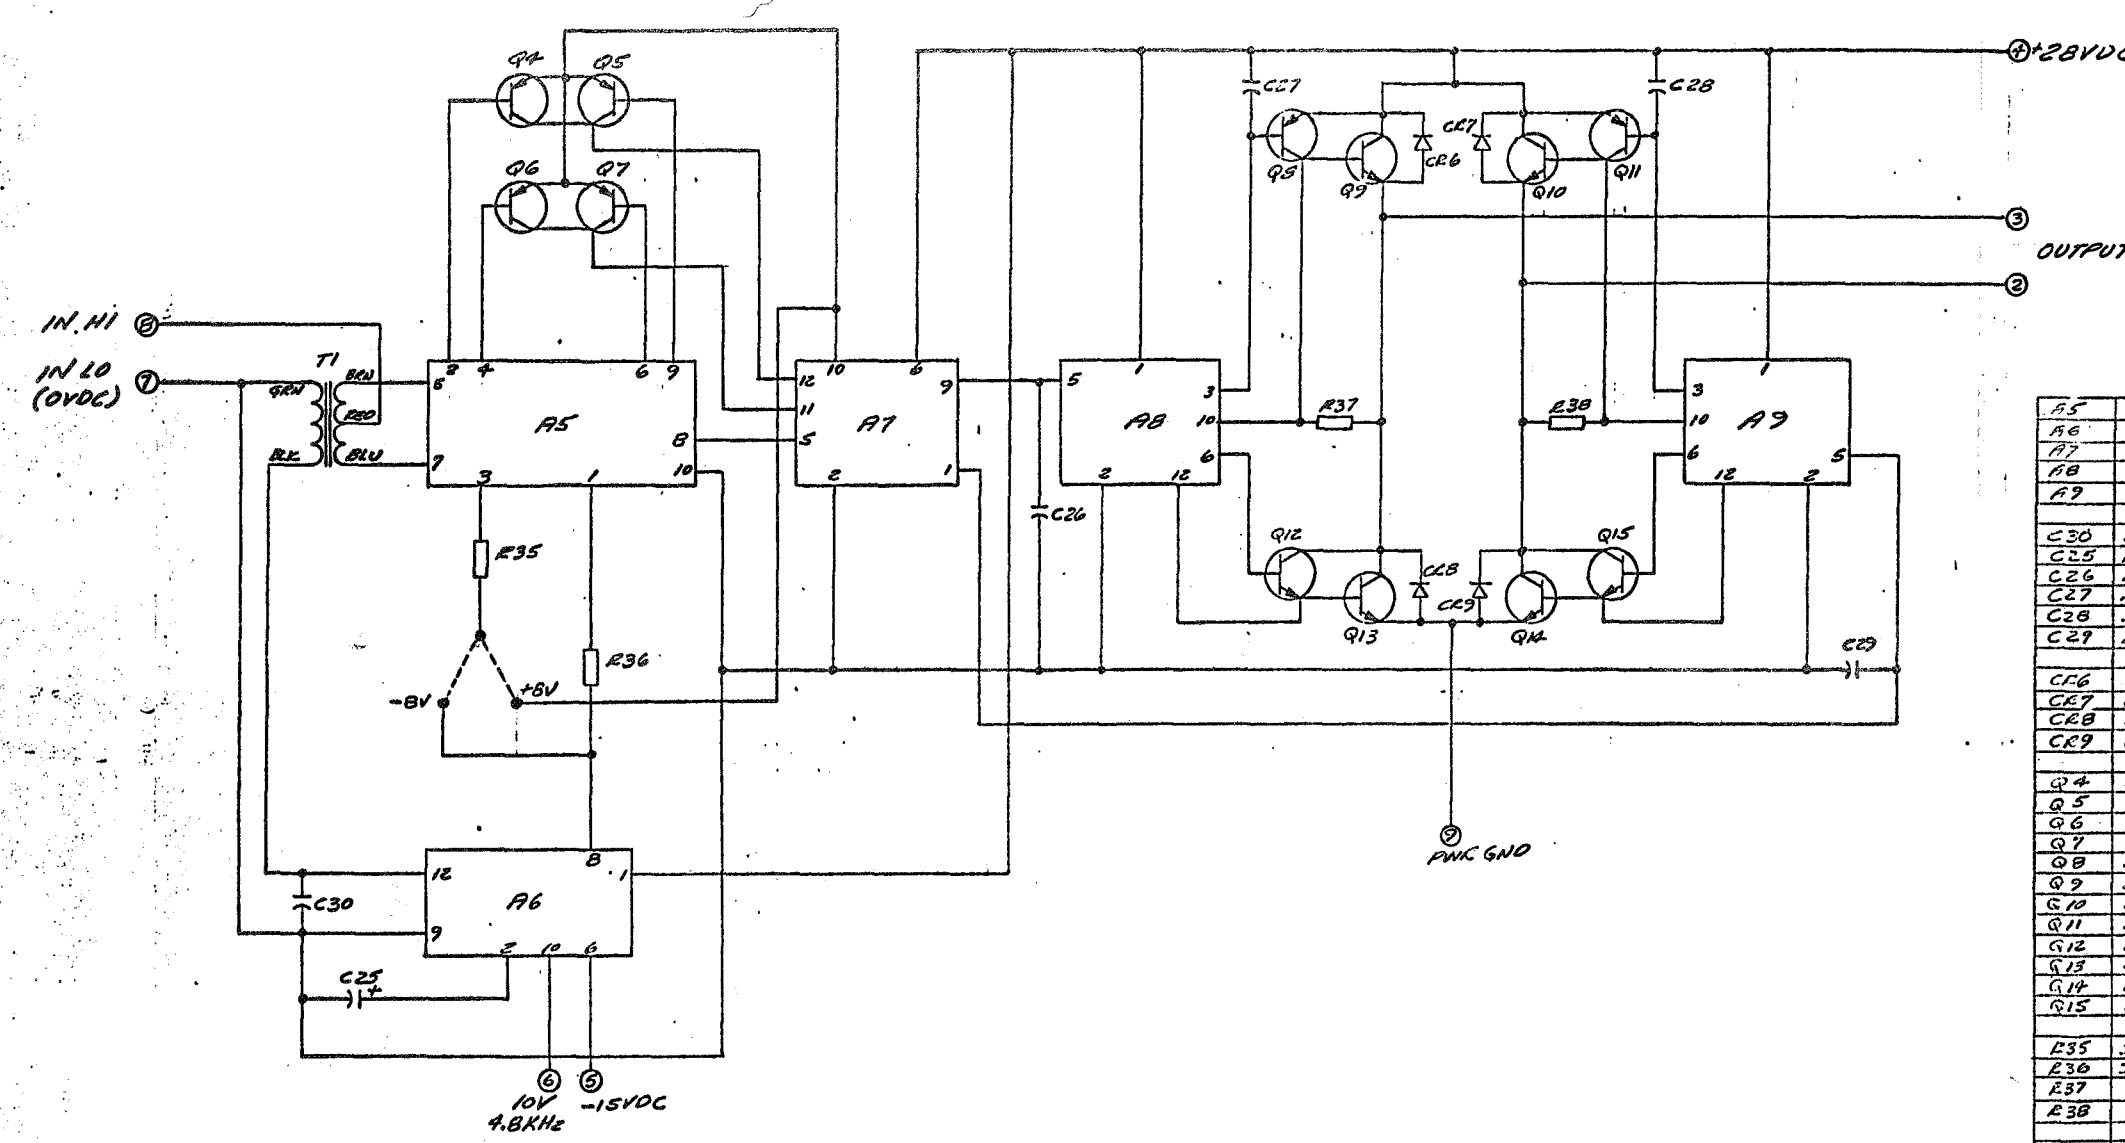 Q4 Q5
4 +28VDC
C27
C28
CR7
CR6
Q6 Q7
Q8
Q9
Q10
Q11
3
OUTPUT
2
IN. HI 8
IN LO 7
(0VDC)
T1
GRN BRN
RED
BLK BLU
2 4 6 9
5
A5
8
7 3 1 10
10 6
12 9
11 A7
5
2 1
1
5 3
A8 10
6
2 12
R37
R38
1
3
10 A9
6 5
12 2
C26
R35
R36
-8V +8V
Q12
Q13
CR8
CR9
Q14
Q15
C29
9
PWR GND
8
12 1
A6
9
2 10 6
C30
C25
+
6 5
10V -15VDC
4.8KHz
A5
A6
A7
A8
A9
C30
C25
C26
C27
C28
C29
CR6
CR7
CR8
CR9
Q4
Q5
Q6
Q7
Q8
Q9
Q10
Q11
Q12
Q13
Q14
Q15
R35
R36
R37
R38